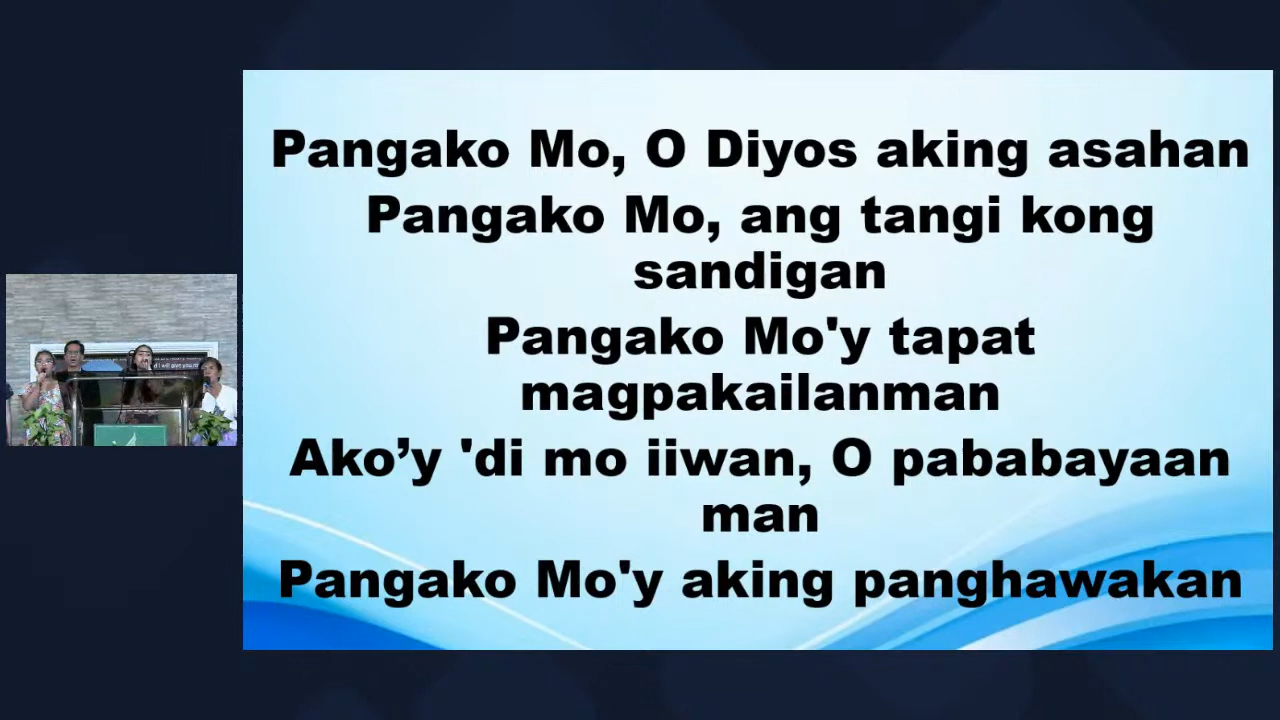 Pangako Mo, O Diyos aking asahan
Pangako Mo, ang tangi kong
sandigan
Pangako Mo'y tapat
magpakailanman
Ako’y 'di mo iiwan, O pababayaan
man
Pangako Mo'y aking panghawakan